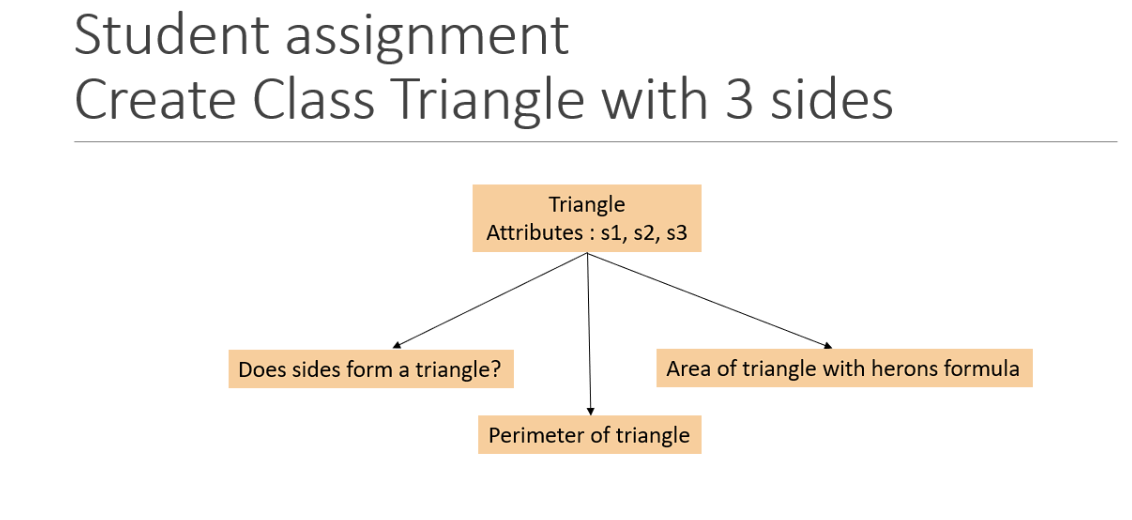 Student assignment
Create Class Triangle with 3 sides
Triangle
Attributes : s1, s2, s3
Does sides form a triangle?
Area of triangle with herons formula
Perimeter of triangle